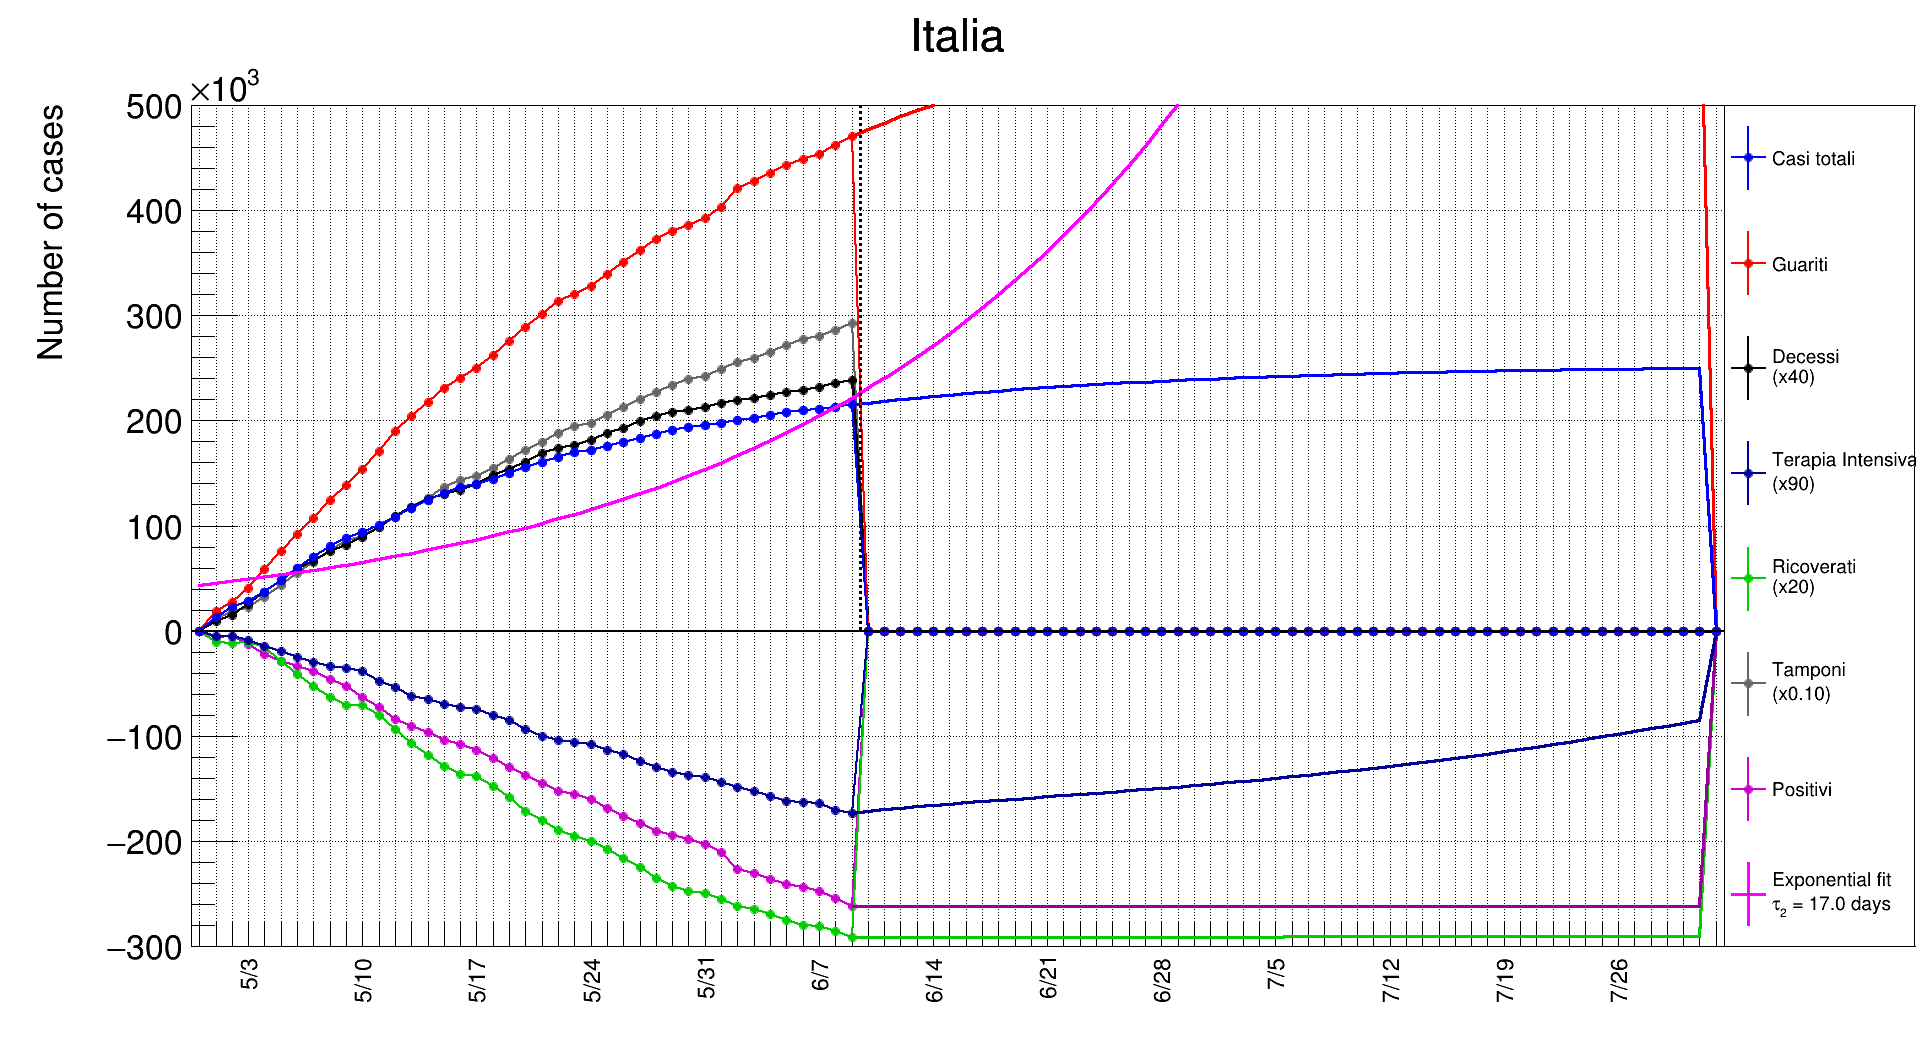 Italia
×10³
Number of cases
500
400
300
200
100
0
−100
−200
−300
5/3
5/10
5/17
5/24
5/31
6/7
6/14
6/21
6/28
7/5
7/12
7/19
7/26
Casi totali
Guariti
Decessi
(x40)
Terapia Intensiva
(x90)
Ricoverati
(x20)
Tamponi
(x0.10)
Positivi
Exponential fit
τ₂ = 17.0 days